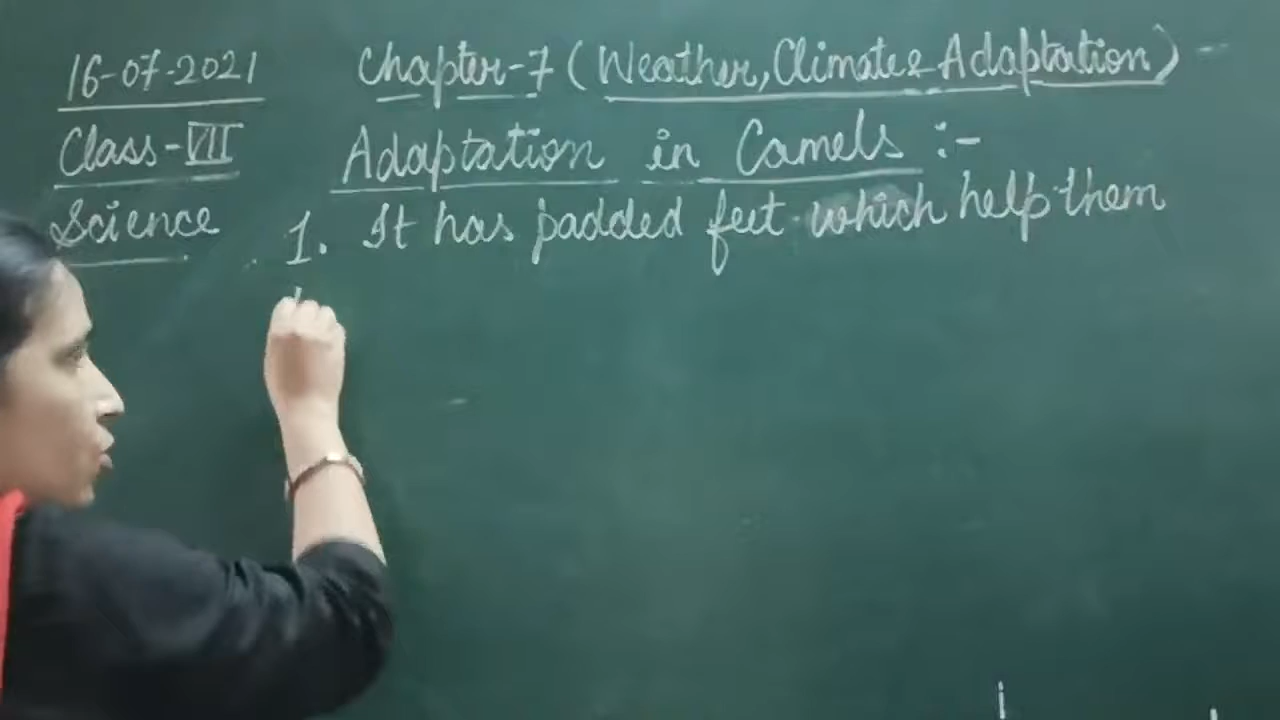 16-07-2021
Chapter-7 (Weather, Climate & Adaptation)
Class-VII
Adaptation in Camels :-
Science
1. It has padded feet which help them